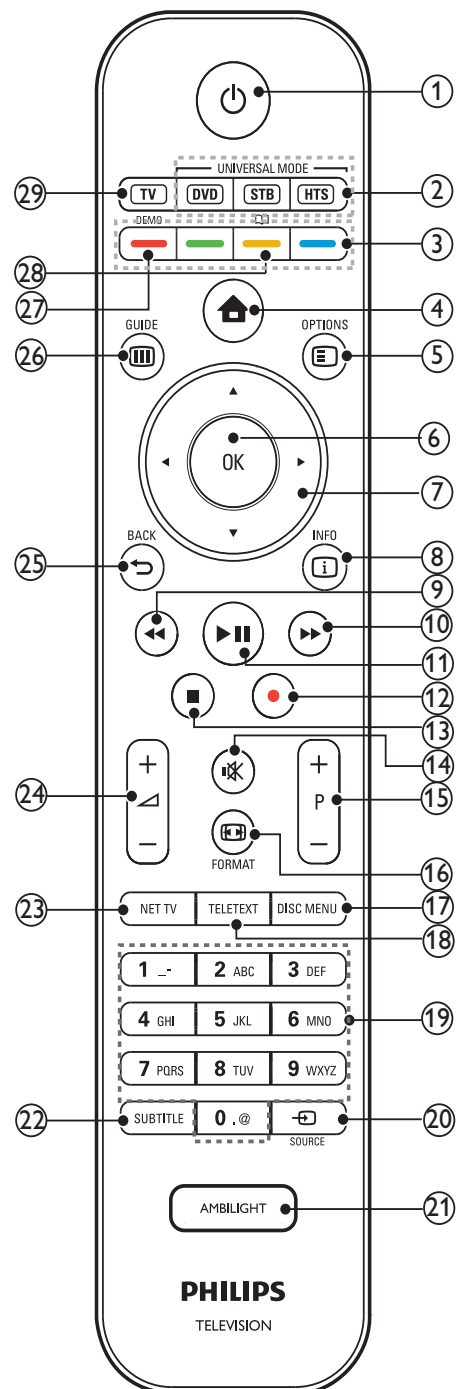 1
UNIVERSAL MODE
29 TV DVD STB HTS 2
DEMO
3
28
27
4
GUIDE OPTIONS
26 5
6
OK
7
BACK INFO
25 8
9
10
11
12
13
14
+ +
24 P 15
- -
FORMAT 16
23 NET TV TELETEXT DISC MENU 17
18
1 _- 2 ABC 3 DEF
4 GHI 5 JKL 6 MNO 19
7 PQRS 8 TUV 9 WXYZ
22 SUBTITLE 0 .@ 20
SOURCE
AMBILIGHT 21
PHILIPS
TELEVISION